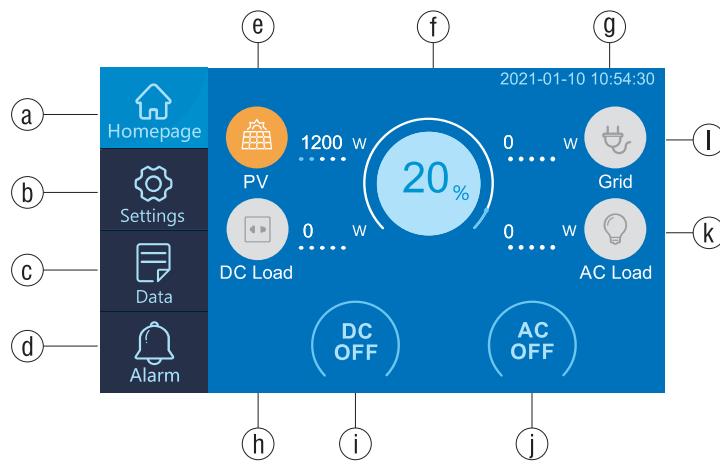 e f g
2021-01-10 10:54:30
a
Homepage
1200 W
0 W
l
PV
20%
Grid
b
Settings
0 W
0 W
k
DC Load
AC Load
c
Data
DC
OFF
AC
OFF
d
Alarm
h i j